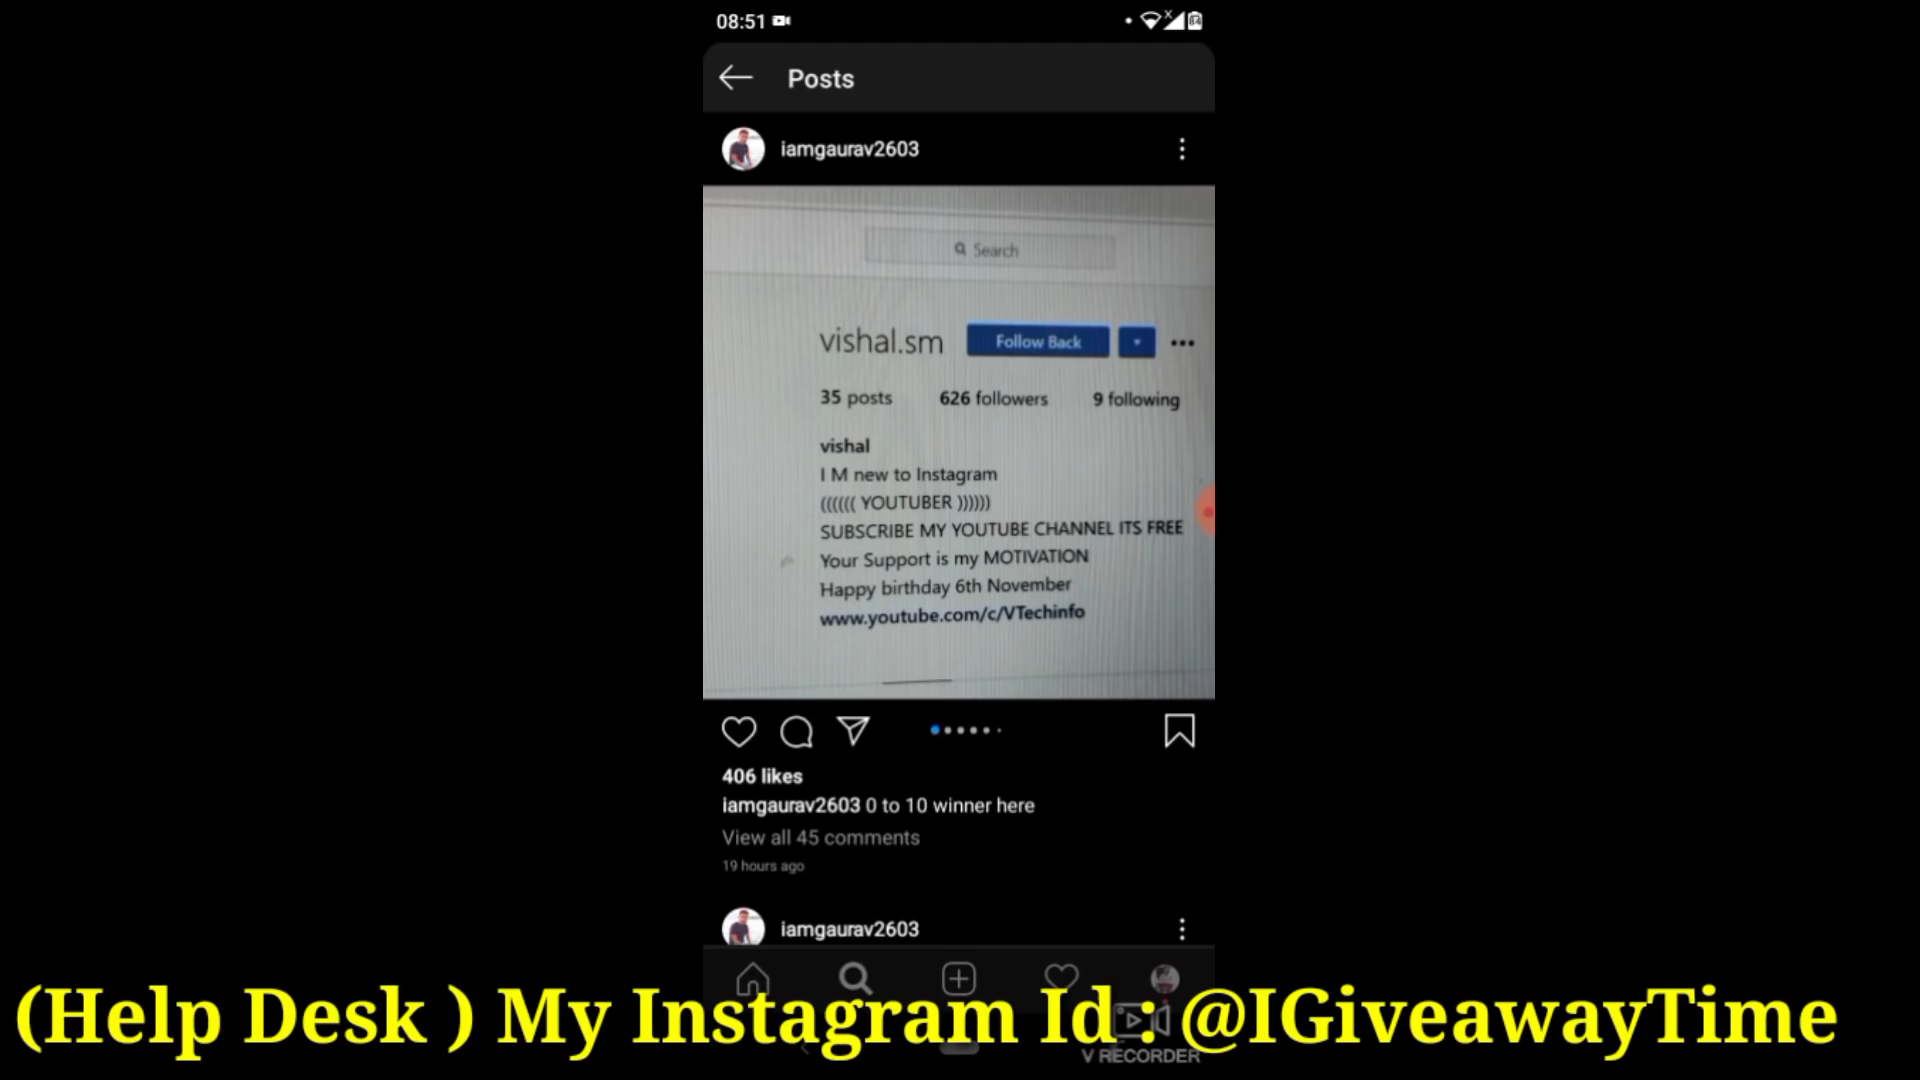 08:51
84
Posts
iamgaurav2603
Search
vishal.sm Follow Back
35 posts 626 followers 9 following
vishal
I M new to Instagram
(((((( YOUTUBER ))))))
SUBSCRIBE MY YOUTUBE CHANNEL ITS FREE
Your Support is my MOTIVATION
Happy birthday 6th November
www.youtube.com/c/VTechinfo
406 likes
iamgaurav2603 0 to 10 winner here
View all 45 comments
19 hours ago
iamgaurav2603
(Help Desk ) My Instagram Id : @IGiveawayTime
V RECORDER